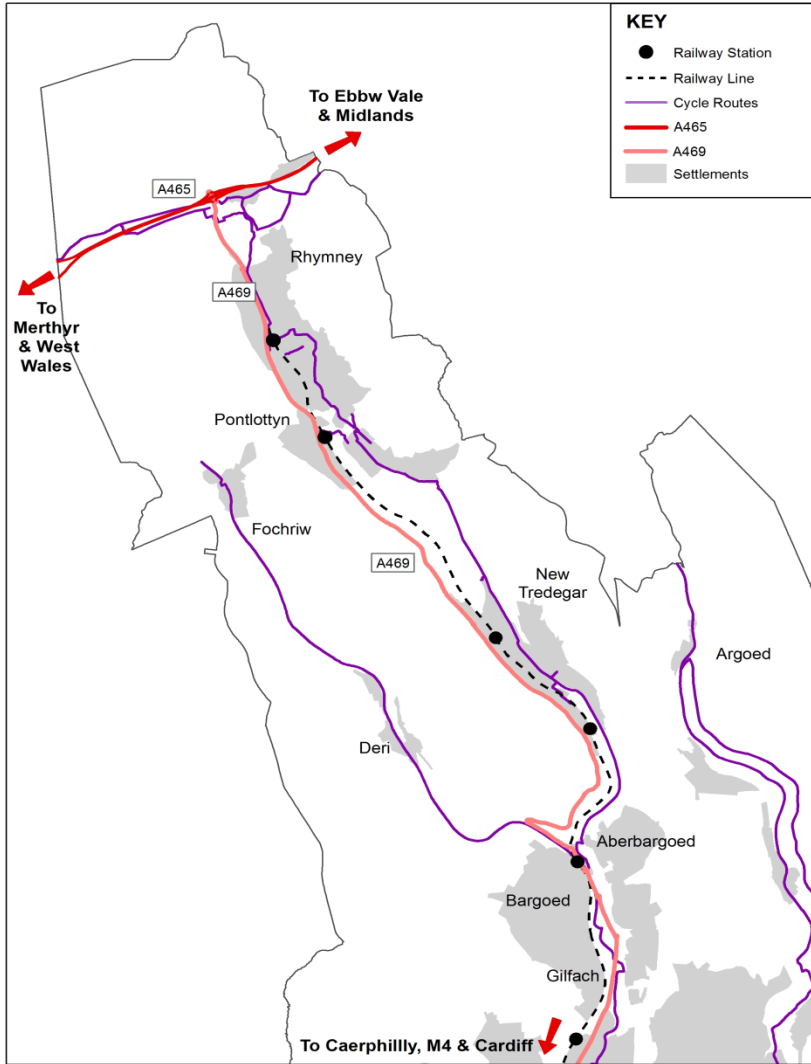 KEY
Railway Station
Railway Line
Cycle Routes
A465
A469
Settlements
To Ebbw Vale
& Midlands
A465
Rhymney
A469
To
Merthyr
& West
Wales
Pontlottyn
Fochriw
A469
New
Tredegar
Argoed
Deri
Aberbargoed
Bargoed
Gilfach
To Caerphillly, M4 & Cardiff